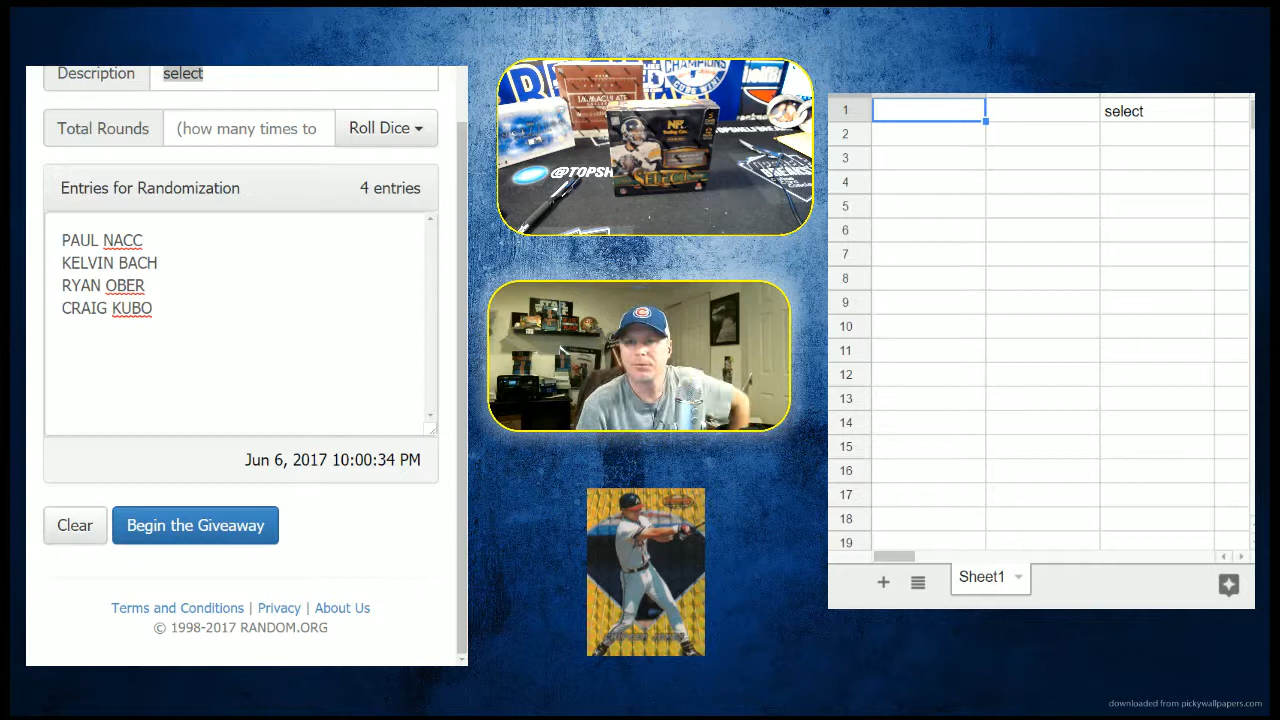 Description
select
Total Rounds
(how many times to
Roll Dice
Entries for Randomization
4 entries
PAUL NACC
KELVIN BACH
RYAN OBER
CRAIG KUBO
Jun 6, 2017 10:00:34 PM
Clear
Begin the Giveaway
Terms and Conditions | Privacy | About Us
© 1998-2017 RANDOM.ORG
CHAMPIONS
IMMACULATE
SELECT
@TOPSH
BREAKS
1
select
2
3
4
5
6
7
8
9
10
11
12
13
14
15
16
17
18
19
Sheet1
downloaded from pickywallpapers.com